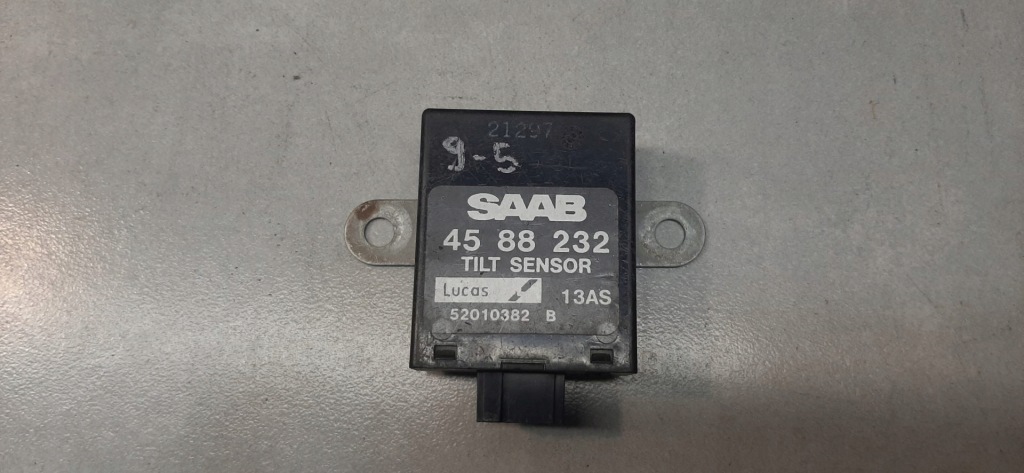 21297
9-5
SAAB
45 88 232
TILT SENSOR
Lucas
13AS
52010382 B